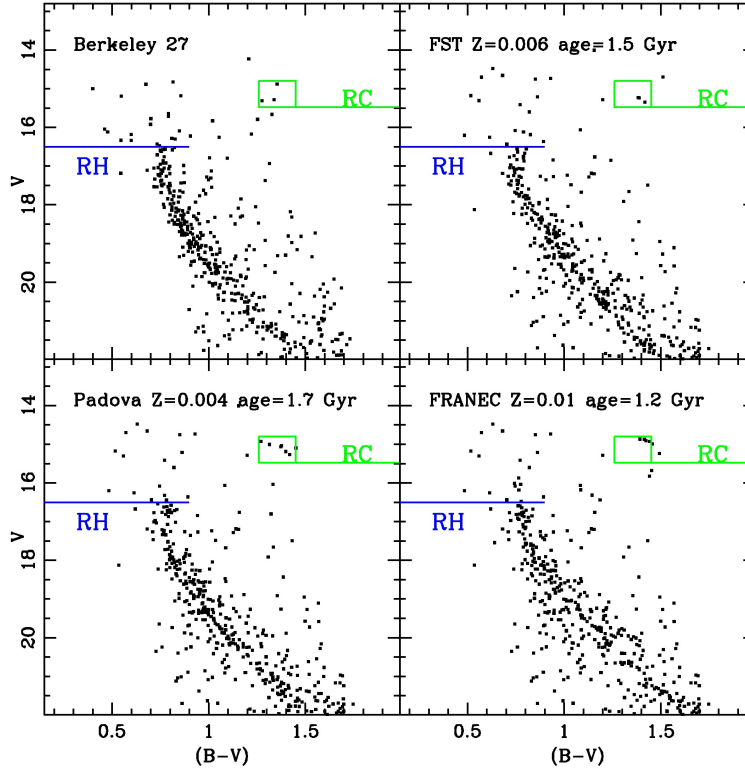 Berkeley 27
FST Z=0.006 age=1.5 Gyr
RC
RC
RH
RH
14
16
18
20
V
Padova Z=0.004 age=1.7 Gyr
FRANEC Z=0.01 age=1.2 Gyr
RC
RC
RH
RH
14
16
18
20
V
0.5
1
1.5
0.5
1
1.5
(B-V)
(B-V)